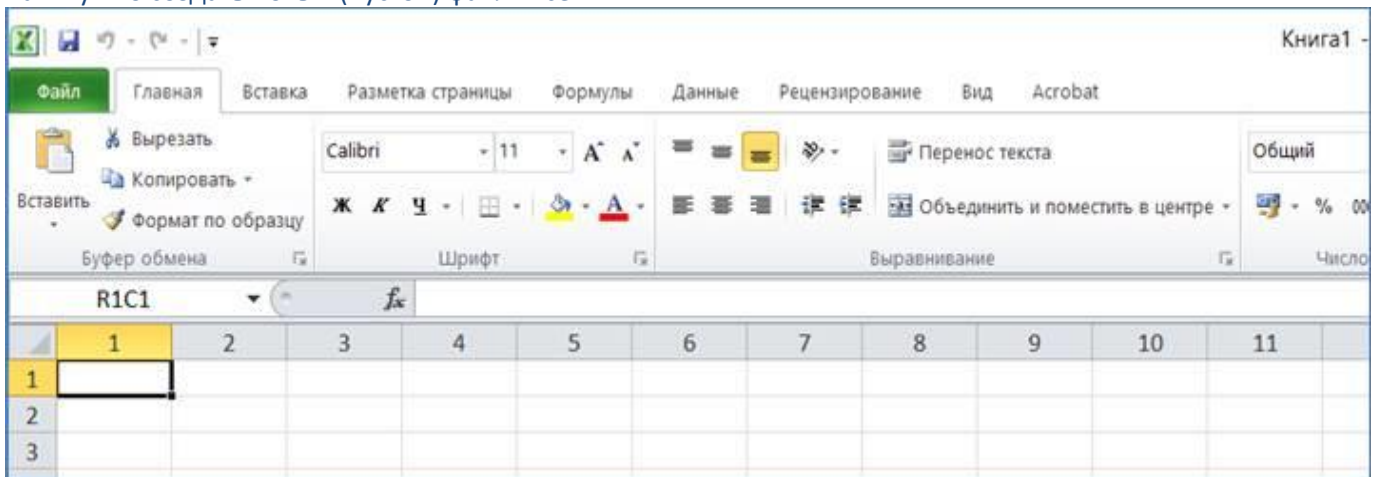 Книга1 -
Файл Главная Вставка Разметка страницы Формулы Данные Рецензирование Вид Acrobat
Вставить
Вырезать
Копировать
Формат по образцу
Буфер обмена
Calibri 11
Ж К Ч
Шрифт
Перенос текста
Объединить и поместить в центре
Выравнивание
Общий
% 000
Число
R1C1 fx
1 2 3 4 5 6 7 8 9 10 11
1
2
3